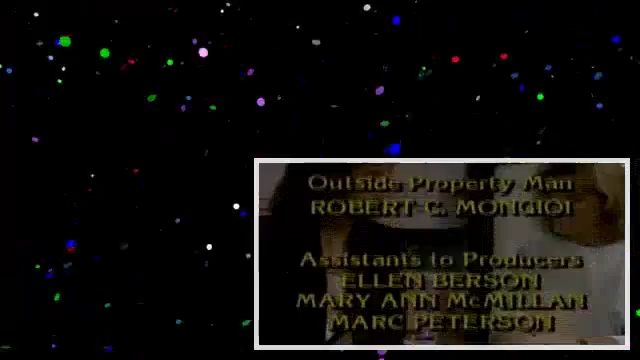 Outside Property Man
ROBERT C. MONGIOI
Assistants to Producers
ELLEN BERSON
MARY ANN McMILLAN
MARC PETERSON